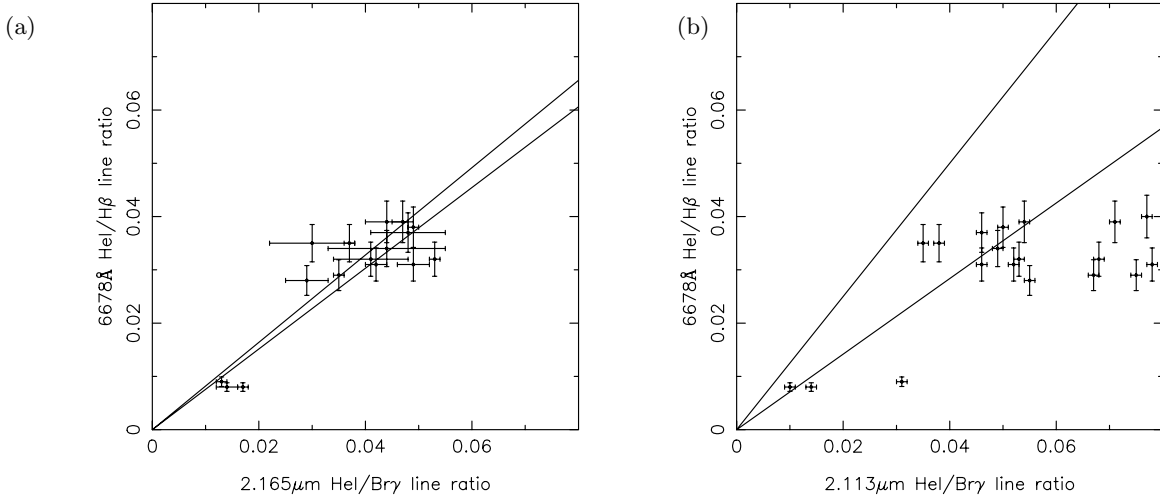 (a)
(b)
6678Å HeI/Hβ line ratio
0.06
0.04
0.02
0
0
0.02
0.04
0.06
2.165μm HeI/Brγ line ratio
6678Å HeI/Hβ line ratio
0.06
0.04
0.02
0
0
0.02
0.04
0.06
2.113μm HeI/Brγ line ratio